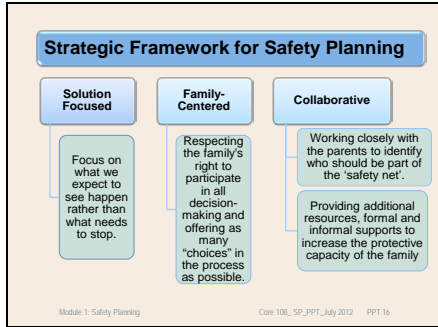 Strategic Framework for Safety Planning
Solution
Focused
Focus on
what we
expect to
see happen
rather than
what needs
to stop.
Family-
Centered
Respecting
the family's
right to
participate
in all
decision-
making and
offering as
many
“choices” in
the process
as possible.
Collaborative
Working closely with
the parents to identify
who should be part of
the ‘safety net’.
Providing additional
resources, formal and
informal supports to
increase the protective
capacity of the family
Module 1: Safety Planning
Core 108_ SP_PPT_July 2012 PPT 16